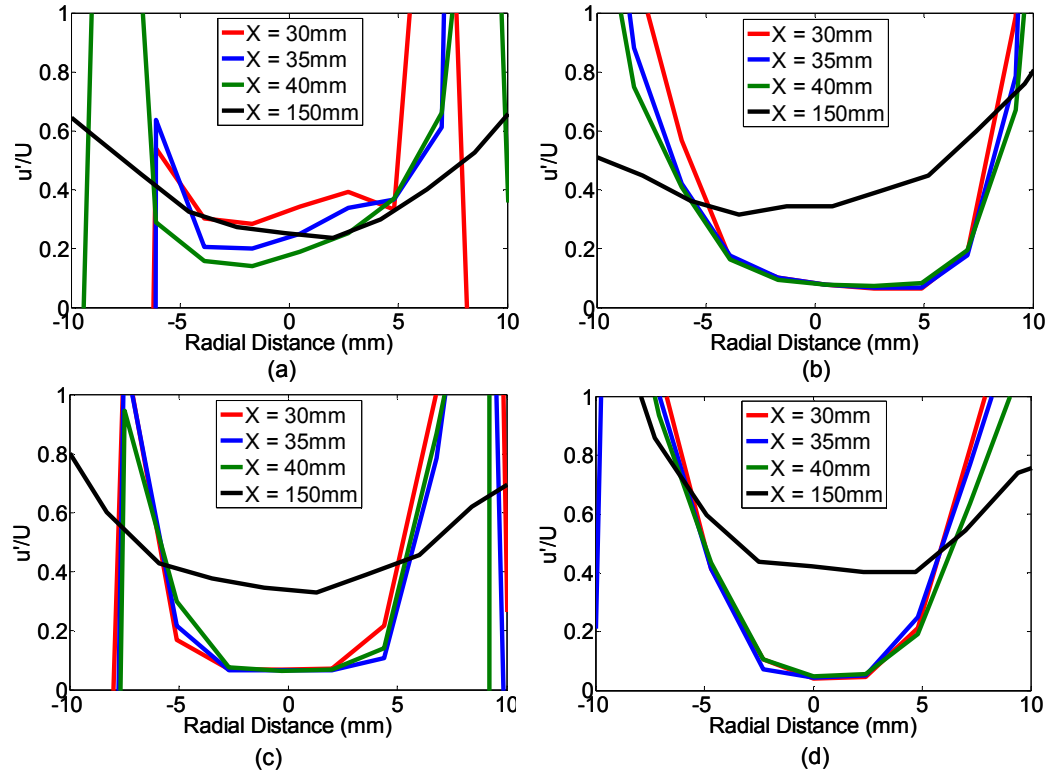 u'/U
1
0.8
0.6
0.4
0.2
0
X = 30mm
X = 35mm
X = 40mm
X = 150mm
-10
-5
0
5
10
Radial Distance (mm)
(a)
u'/U
1
0.8
0.6
0.4
0.2
0
X = 30mm
X = 35mm
X = 40mm
X = 150mm
-10
-5
0
5
10
Radial Distance (mm)
(b)
u'/U
1
0.8
0.6
0.4
0.2
0
X = 30mm
X = 35mm
X = 40mm
X = 150mm
-10
-5
0
5
10
Radial Distance (mm)
(c)
u'/U
1
0.8
0.6
0.4
0.2
0
X = 30mm
X = 35mm
X = 40mm
X = 150mm
-10
-5
0
5
10
Radial Distance (mm)
(d)